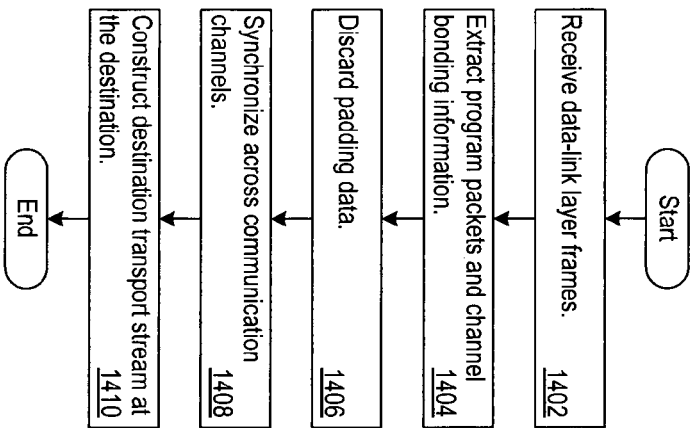 Start
Receive data-link layer frames.
1402
Extract program packets and channel
bonding information.
1404
Discard padding data.
1406
Synchronize across communication
channels.
1408
Construct destination transport stream at
the destination.
1410
End